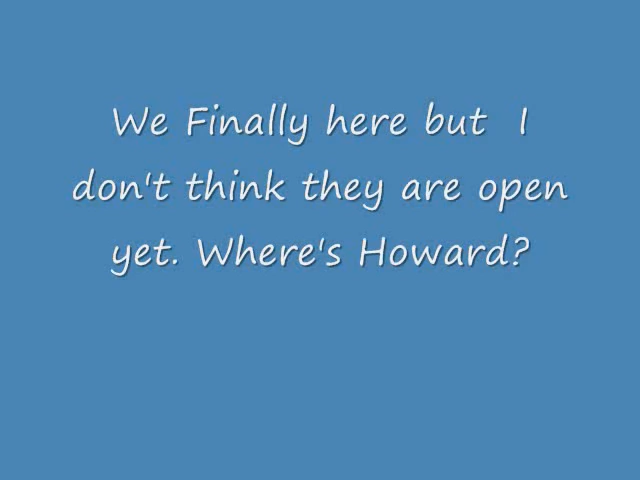 We Finally here but  I
don't think they are open
yet. Where's Howard?